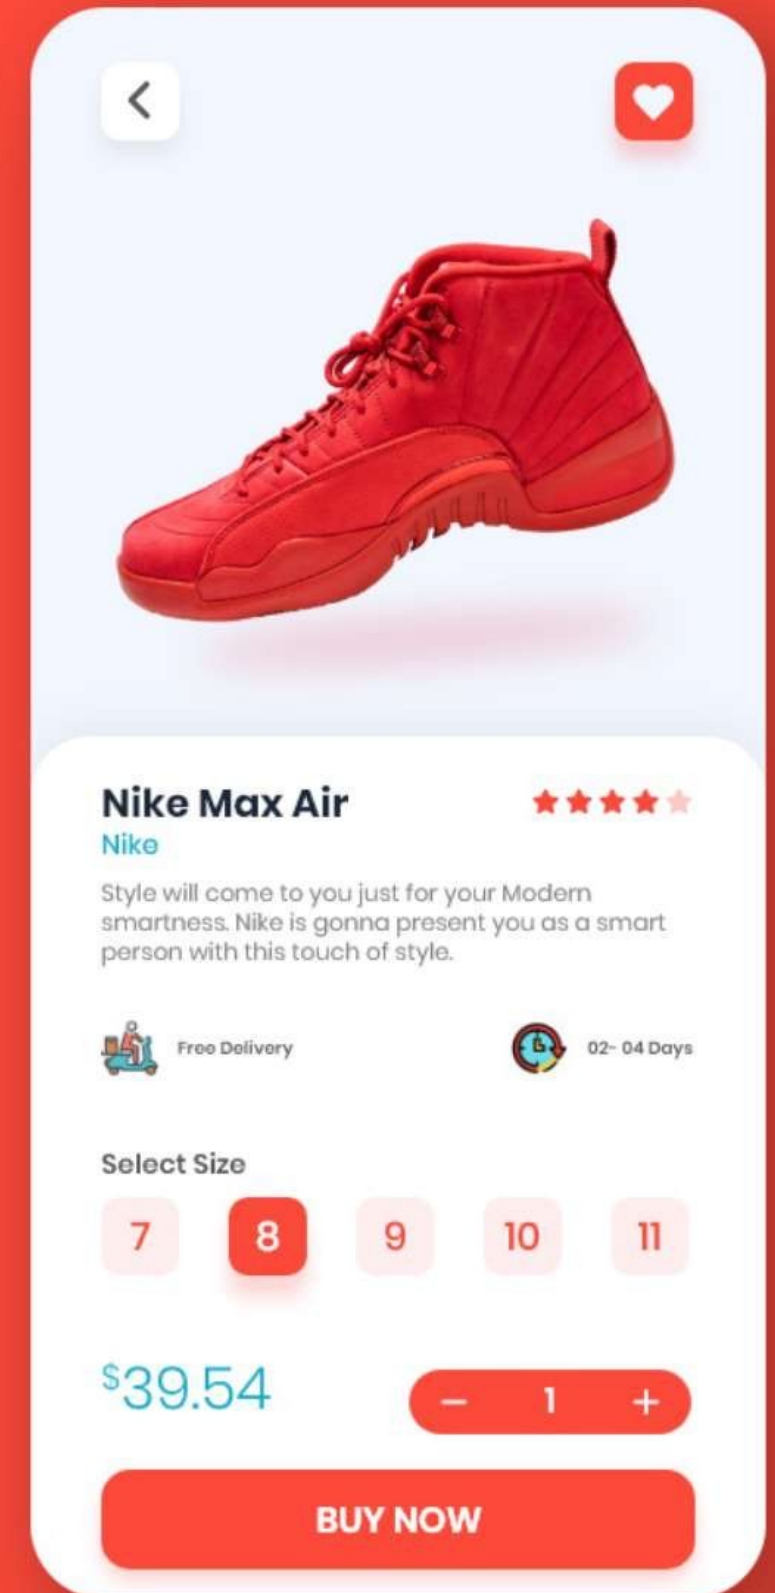 Nike Max Air
Nike
Style will come to you just for your Modern
smartness. Nike is gonna present you as a smart
person with this touch of style.
Free Delivery
02- 04 Days
Select Size
7 8 9 10 11
$39.54
− 1 +
BUY NOW